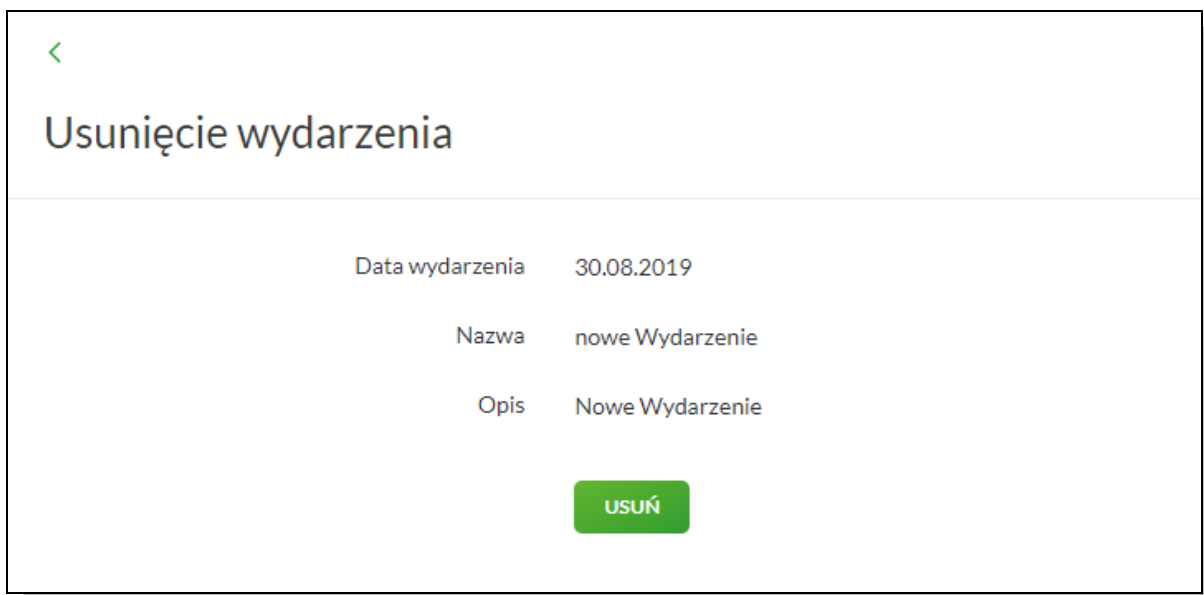 Usunięcie wydarzenia
Data wydarzenia 30.08.2019
Nazwa nowe Wydarzenie
Opis Nowe Wydarzenie
USUŃ